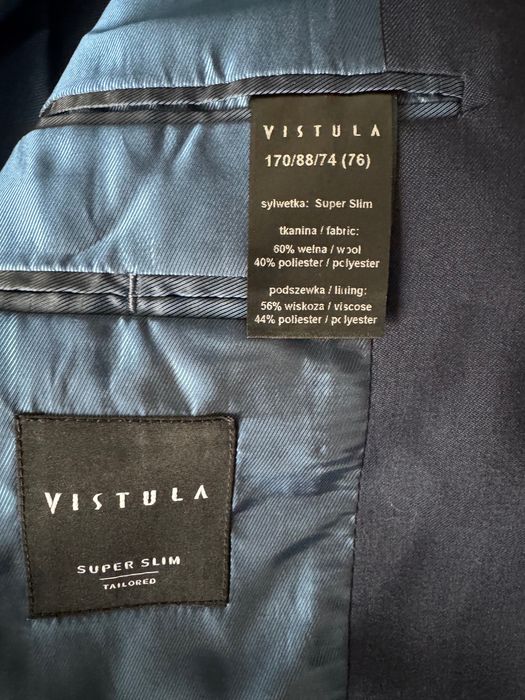 VISTULA
170/88/74 (76)
sylwetka: Super Slim
tkanina / fabric:
60% wełna / wool
40% poliester / polyester
podszewka / lining:
56% wiskoza / viscose
44% poliester / polyester
VISTULA
SUPER SLIM
TAILORED